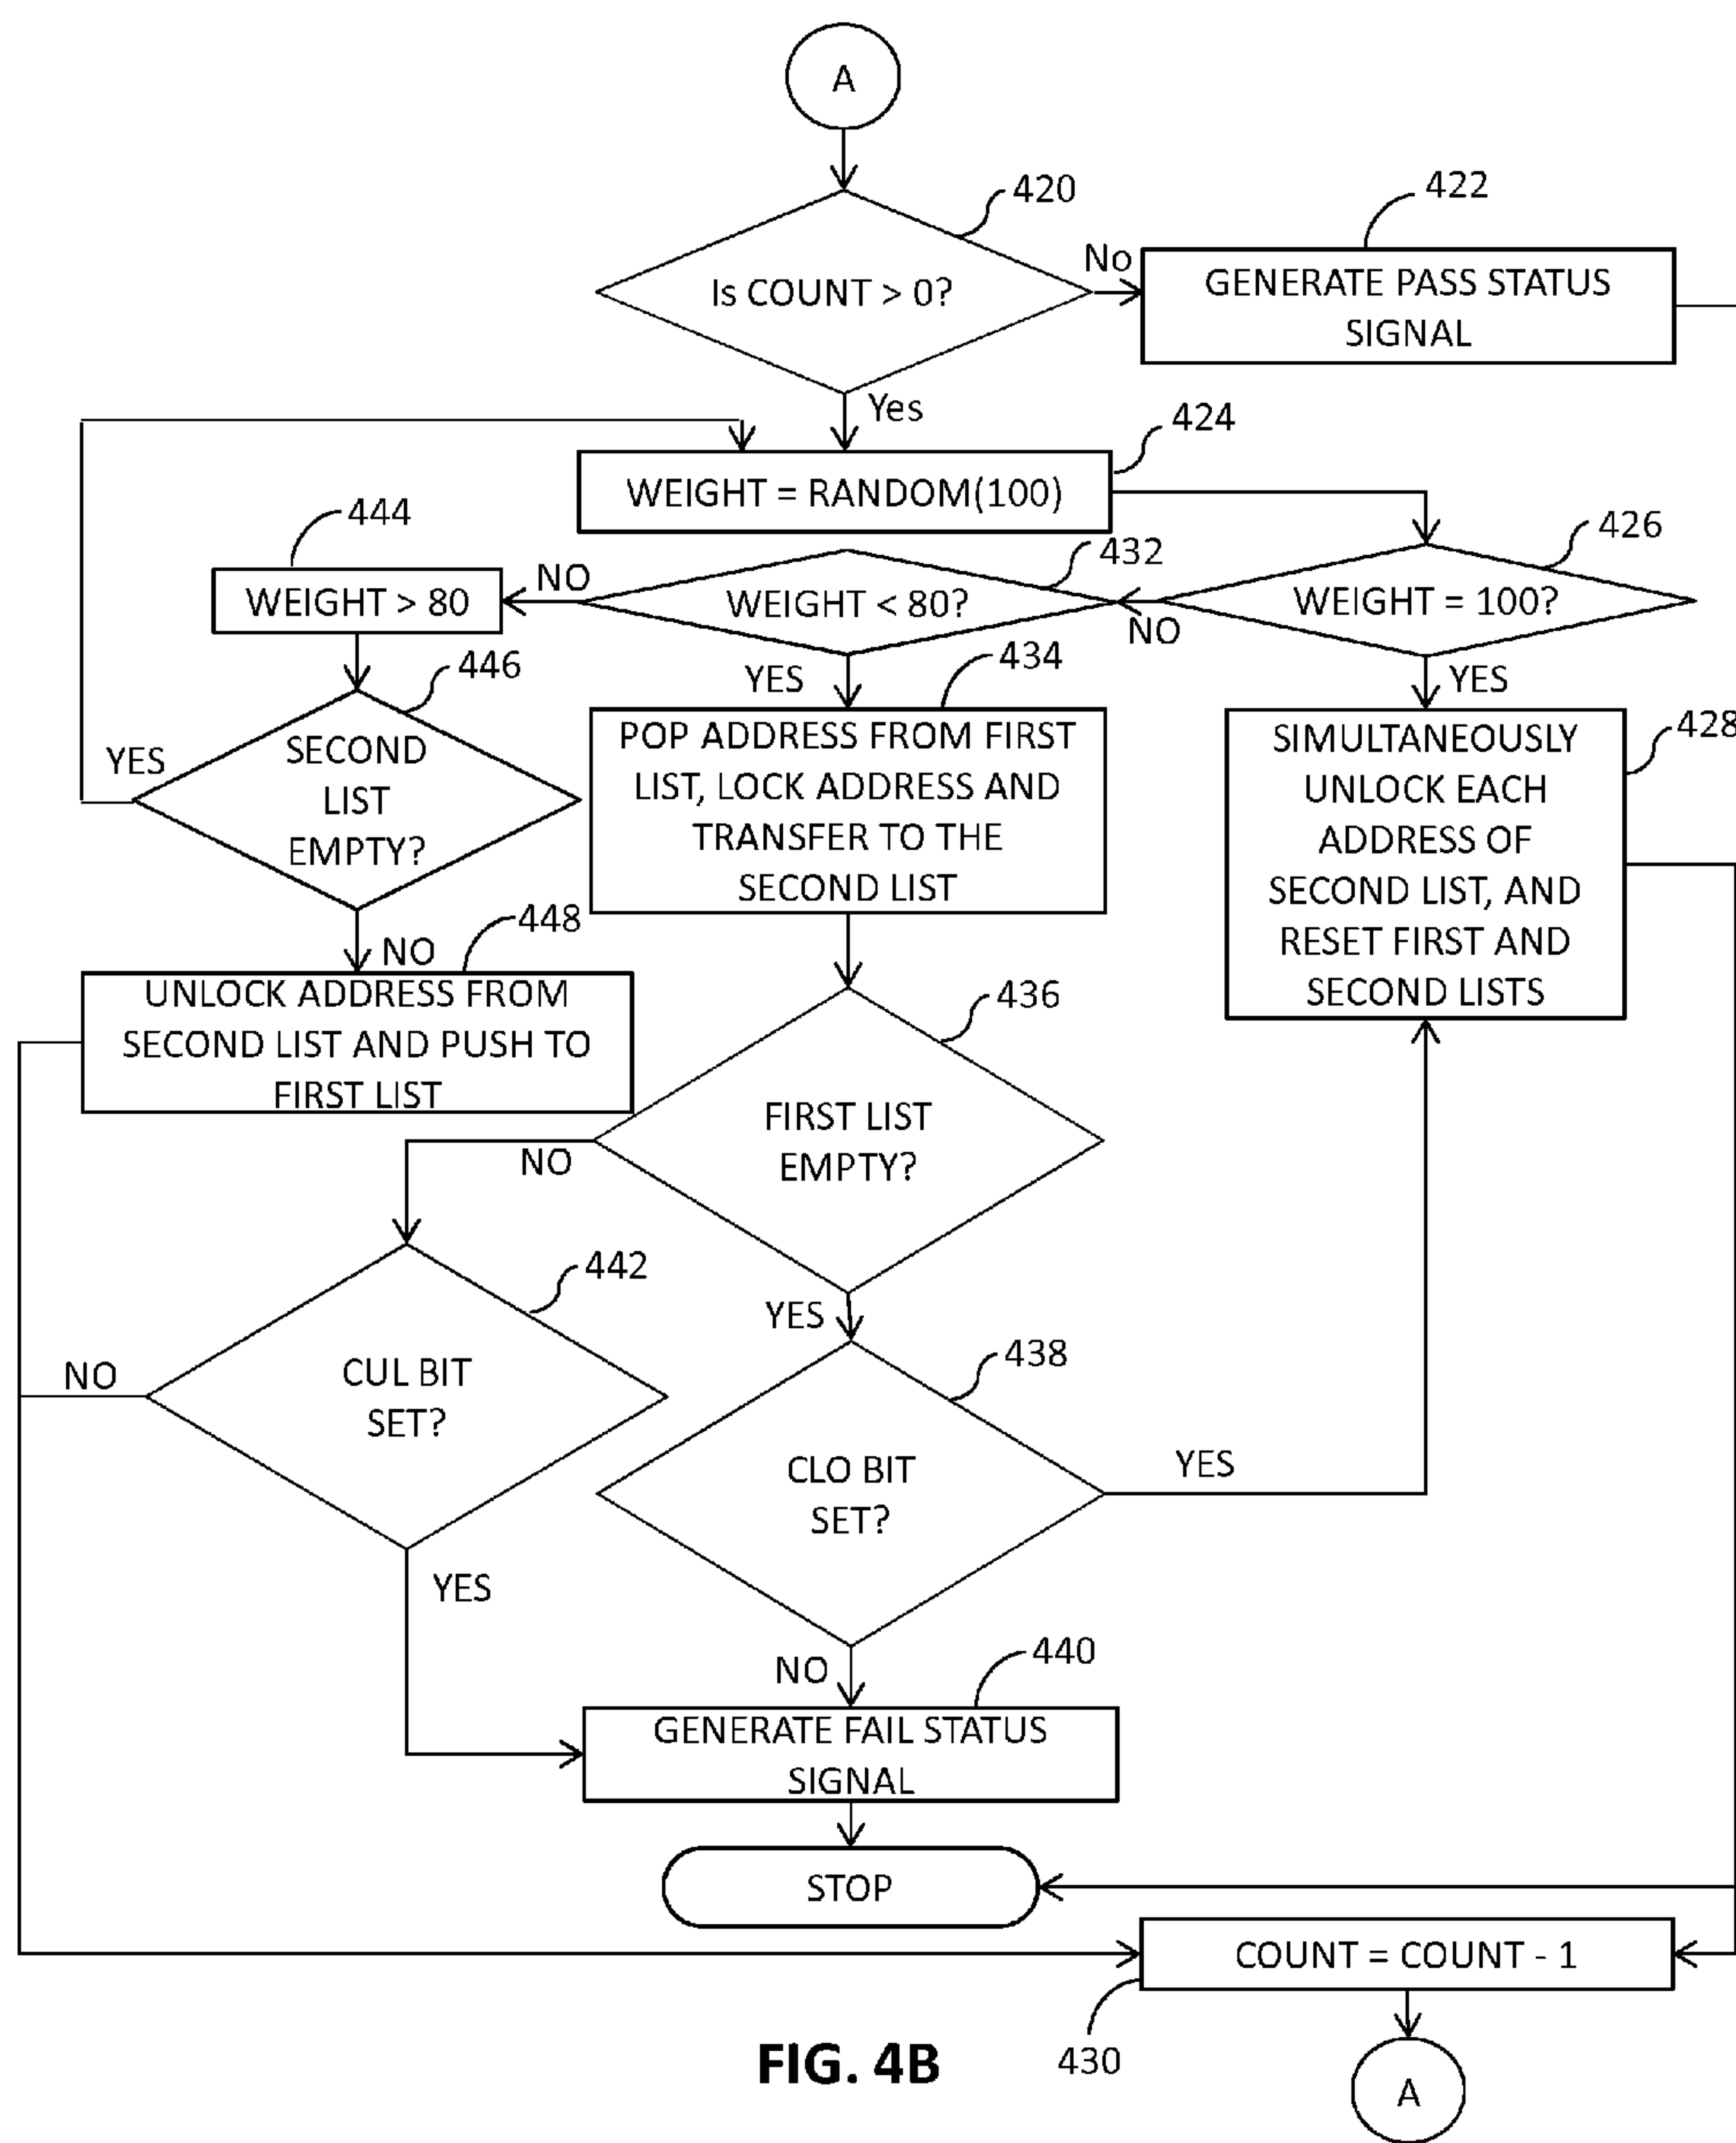 A
420
422
Is COUNT > 0?
No
GENERATE PASS STATUS
SIGNAL
Yes
424
WEIGHT = RANDOM(100)
444
432
426
WEIGHT > 80
NO
WEIGHT < 80?
NO
WEIGHT = 100?
446
YES
434
YES
428
YES
SECOND
LIST
EMPTY?
POP ADDRESS FROM FIRST
LIST, LOCK ADDRESS AND
TRANSFER TO THE
SECOND LIST
SIMULTANEOUSLY
UNLOCK EACH
ADDRESS OF
SECOND LIST, AND
RESET FIRST AND
SECOND LISTS
NO
448
UNLOCK ADDRESS FROM
SECOND LIST AND PUSH TO
FIRST LIST
436
FIRST LIST
EMPTY?
NO
442
YES
438
NO
CUL BIT
SET?
CLO BIT
SET?
YES
YES
NO
440
GENERATE FAIL STATUS
SIGNAL
STOP
COUNT = COUNT - 1
430
FIG. 4B
A